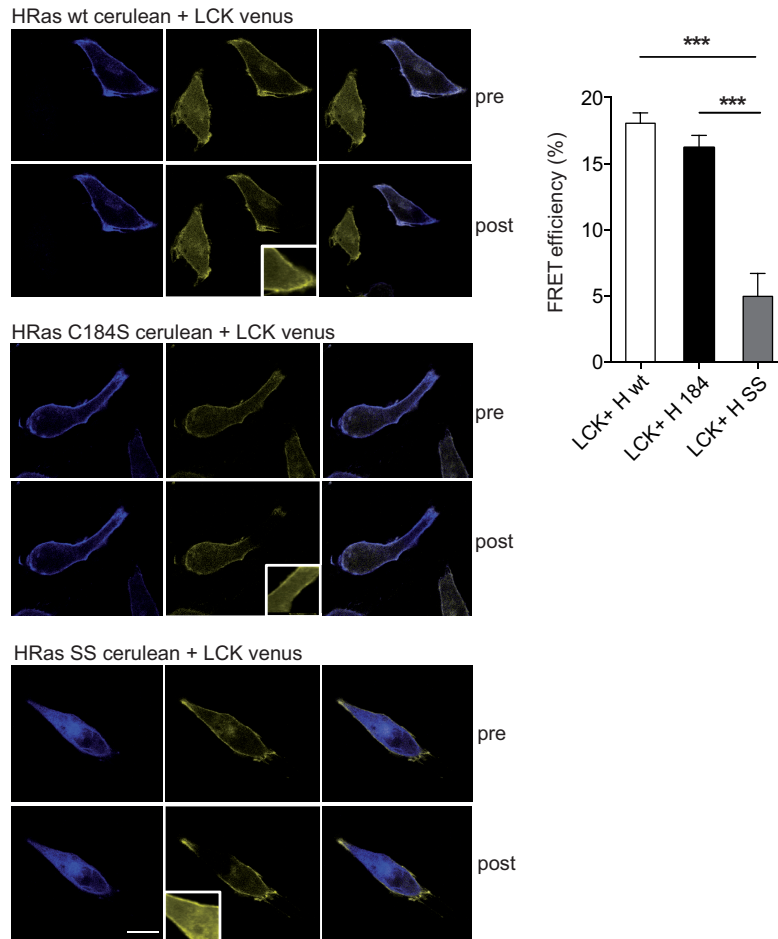 HRas wt cerulean + LCK venus
pre
post
HRas C184S cerulean + LCK venus
pre
post
HRas SS cerulean + LCK venus
pre
post
***
***
20
15
10
5
0
FRET efficiency (%)
LCK+ H wt
LCK+ H 184
LCK+ H SS